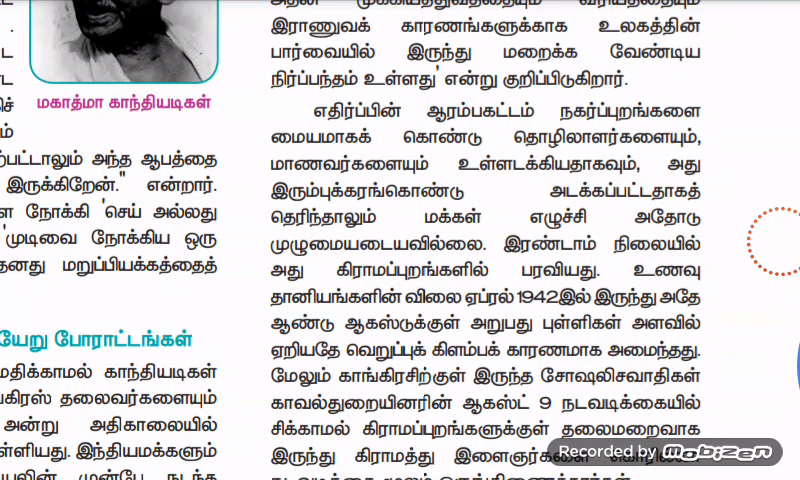 .
ட
ட
ிச்
ம்
மகாத்மா காந்தியடிகள்
ற்பட்டாலும் அந்த ஆபத்தை
இருக்கிறேன்." என்றார்.
ள நோக்கி 'செய் அல்லது
'முடிவை நோக்கிய ஒரு
தனது மறுப்பியக்கத்தைத்
யேறு போராட்டங்கள்
மதிக்காமல் காந்தியடிகள்
ங்கிரஸ் தலைவர்களையும்
அன்று அதிகாலையில்
ள்ளியது. இந்தியமக்களும்
யலின் முன்பே நடந்த
அதன் முக்கியத்துவத்தையும் வீரியத்தையும்
இராணுவக் காரணங்களுக்காக உலகத்தின்
பார்வையில் இருந்து மறைக்க வேண்டிய
நிர்ப்பந்தம் உள்ளது' என்று குறிப்பிடுகிறார்.
எதிர்ப்பின் ஆரம்பகட்டம் நகர்ப்புறங்களை
மையமாகக் கொண்டு தொழிலாளர்களையும்,
மாணவர்களையும் உள்ளடக்கியதாகவும், அது
இரும்புக்கரங்கொண்டு அடக்கப்பட்டதாகத்
தெரிந்தாலும் மக்கள் எழுச்சி அதோடு
முழுமையடையவில்லை. இரண்டாம் நிலையில்
அது கிராமப்புறங்களில் பரவியது. உணவு
தானியங்களின் விலை ஏப்ரல் 1942இல் இருந்து அதே
ஆண்டு ஆகஸ்டுக்குள் அறுபது புள்ளிகள் அளவில்
ஏறியதே வெறுப்புக் கிளம்பக் காரணமாக அமைந்தது.
மேலும் காங்கிரசிற்குள் இருந்த சோஷலிசவாதிகள்
காவல்துறையினரின் ஆகஸ்ட் 9 நடவடிக்கையில்
சிக்காமல் கிராமப்புறங்களுக்குள் தலைமறைவாக
இருந்து கிராமத்து இளைஞர்களை
Recorded by Mobizen